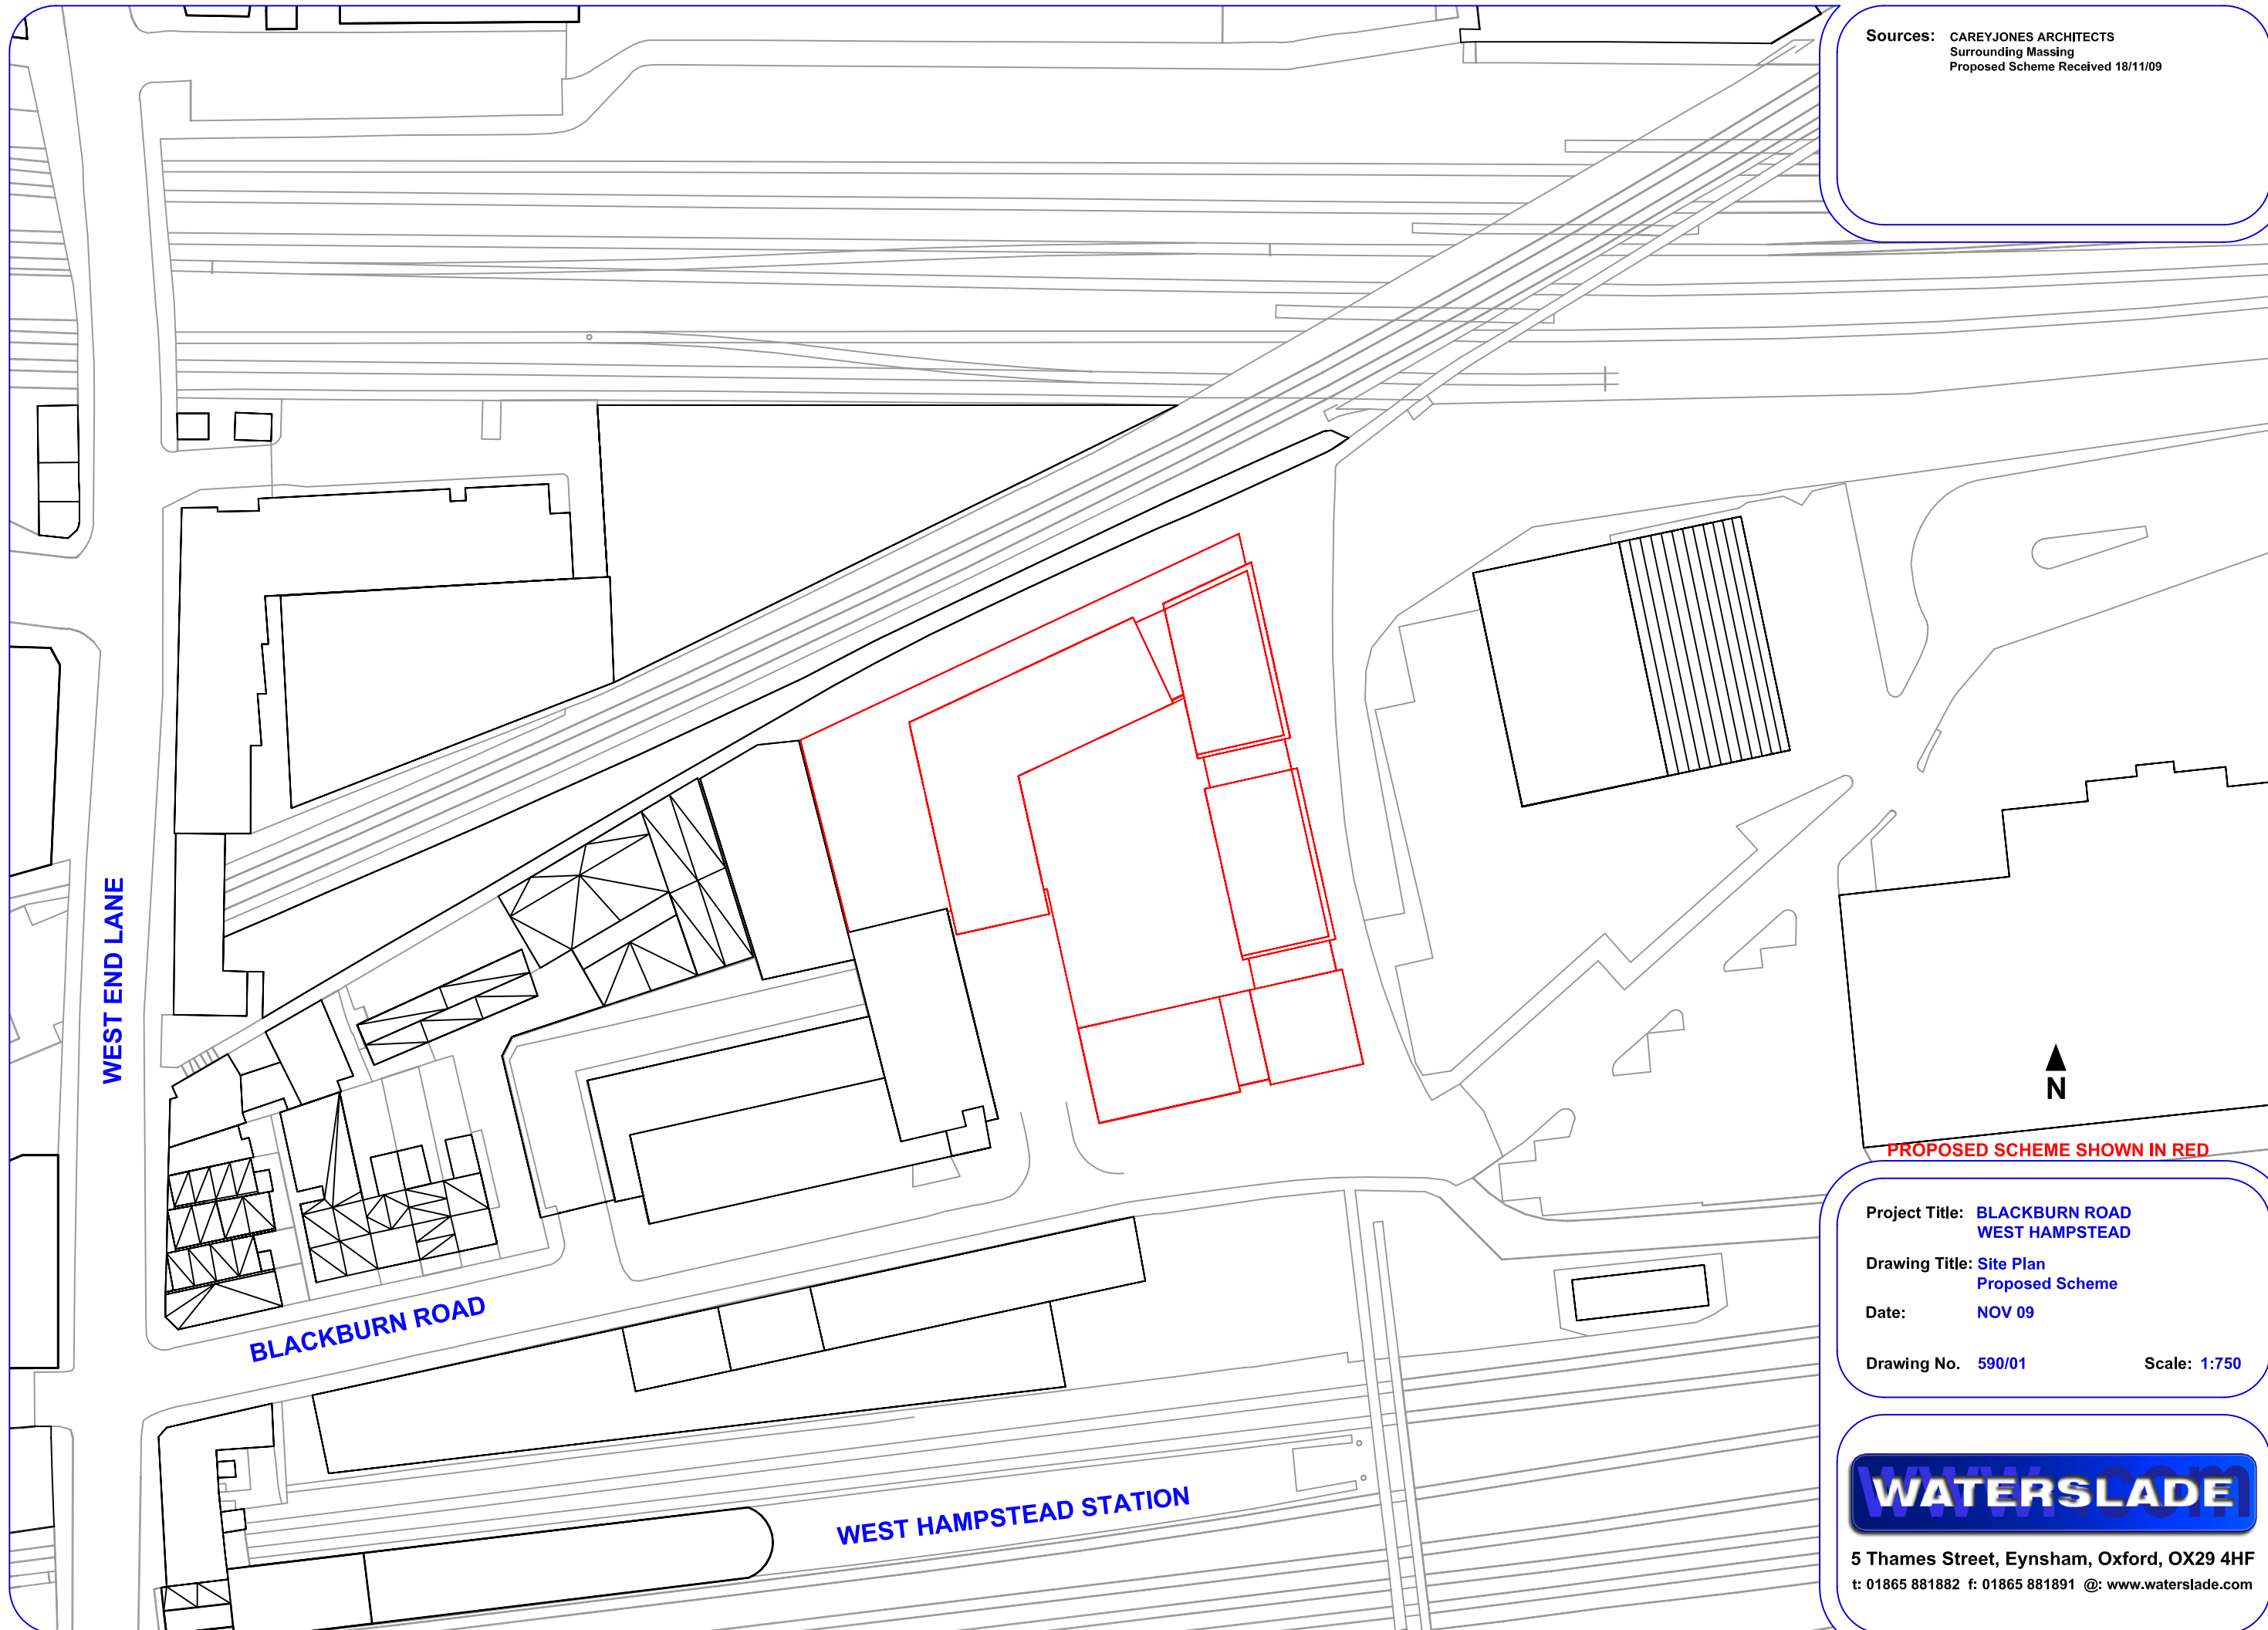 Sources: CAREYJONES ARCHITECTS
Surrounding Massing
Proposed Scheme Received 18/11/09
WEST END LANE
BLACKBURN ROAD
WEST HAMPSTEAD STATION
N
PROPOSED SCHEME SHOWN IN RED
Project Title: BLACKBURN ROAD
WEST HAMPSTEAD
Drawing Title: Site Plan
Proposed Scheme
Date: NOV 09
Drawing No. 590/01 Scale: 1:750
www.com
WATERSLADE
5 Thames Street, Eynsham, Oxford, OX29 4HF
t: 01865 881882 f: 01865 881891 @: www.waterslade.com